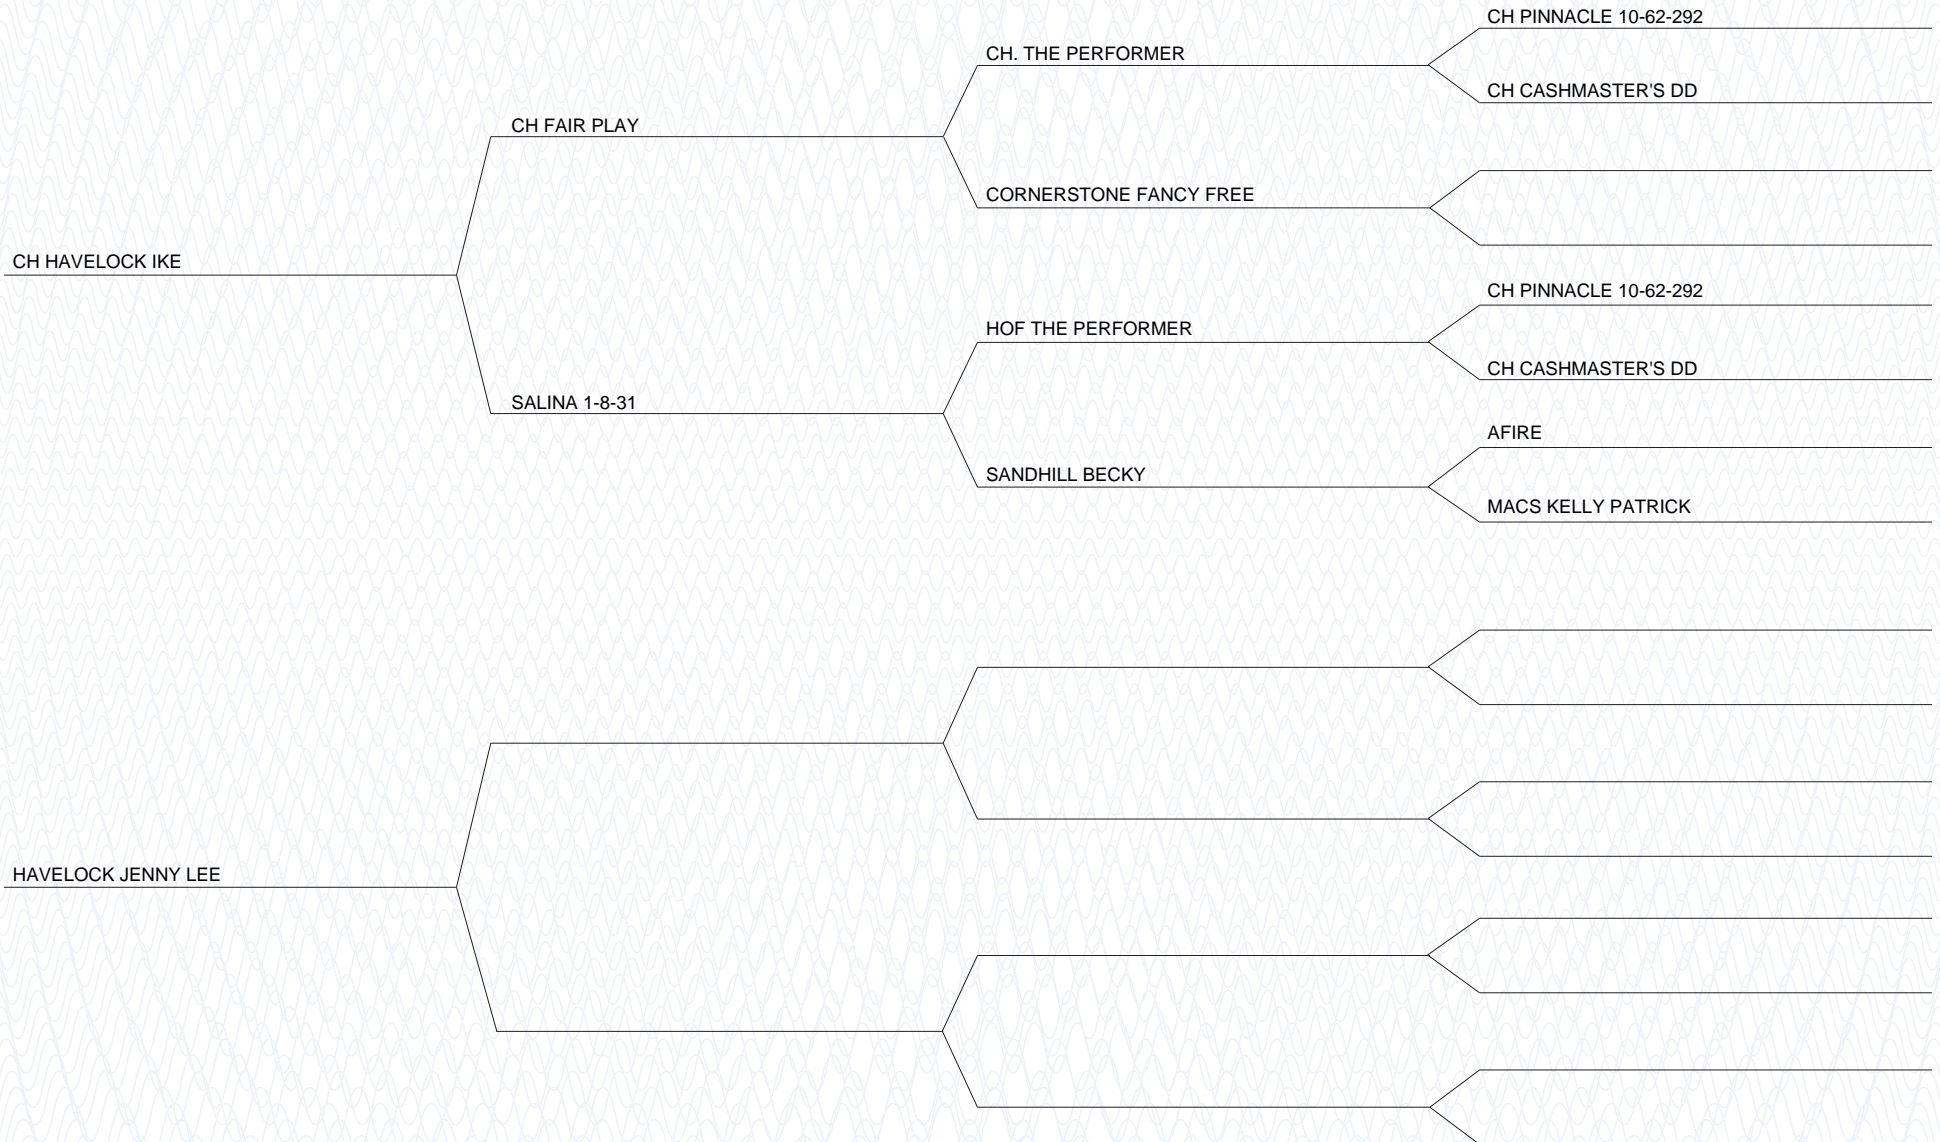 CH PINNACLE 10-62-292
CH. THE PERFORMER
CH CASHMASTER'S DD
CH FAIR PLAY
CORNERSTONE FANCY FREE
CH HAVELOCK IKE
CH PINNACLE 10-62-292
HOF THE PERFORMER
CH CASHMASTER'S DD
SALINA 1-8-31
AFIRE
SANDHILL BECKY
MACS KELLY PATRICK
HAVELOCK JENNY LEE